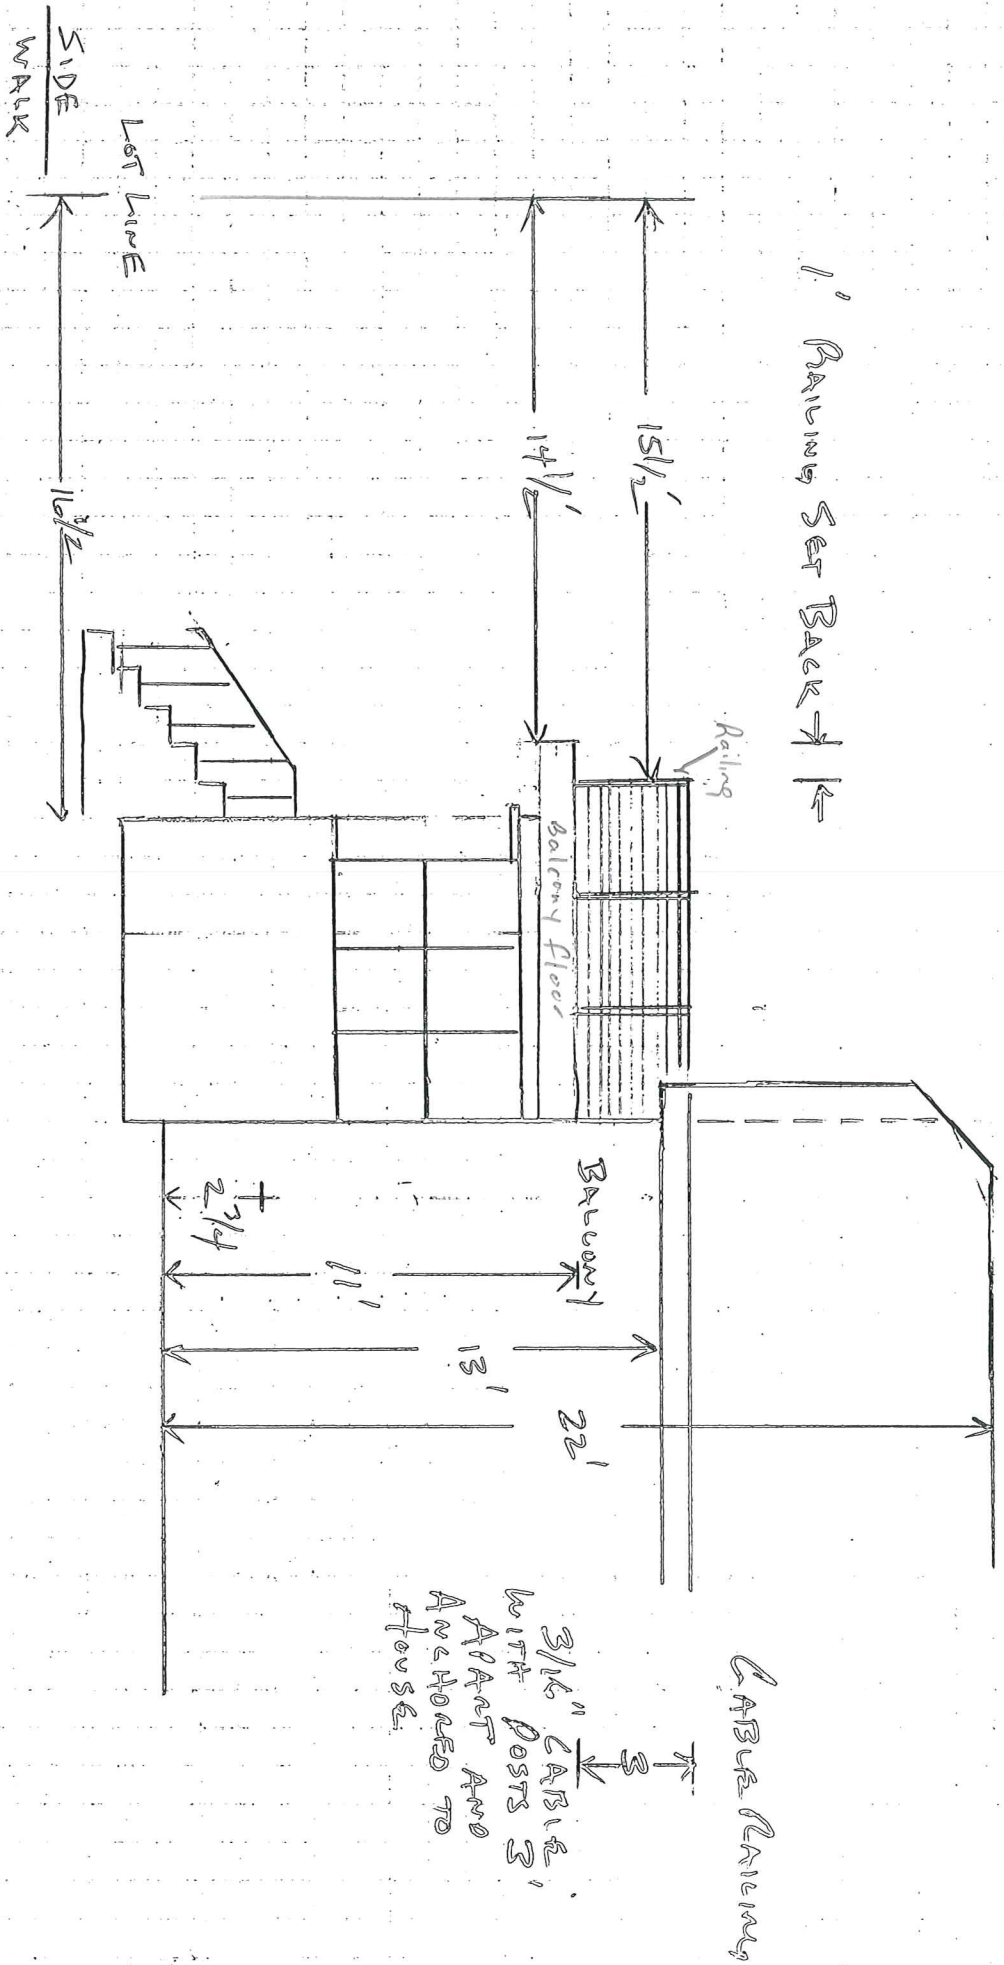 SIDE
WALK
LOT LINE
1' RAILING SET BACK
15 1/2'
14 1/2'
16 1/2
Railing
Balcony floor
BALCONY
2 3/4
11'
13'
22'
CABLE RAILING
3
3/16" CABLE
WITH POSTS 3'
APART AND
ANCHORED TO
HOUSE